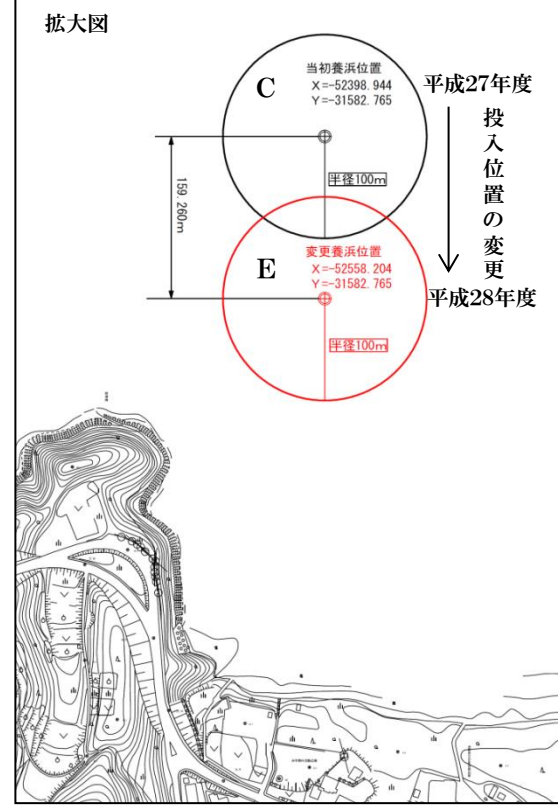 拡大図
当初養浜位置
C
X=-52398.944
Y=-31582.765
平成27年度
投入位置の変更
半径100m
159.260m
変更養浜位置
E
X=-52558.204
Y=-31582.765
平成28年度
半径100m